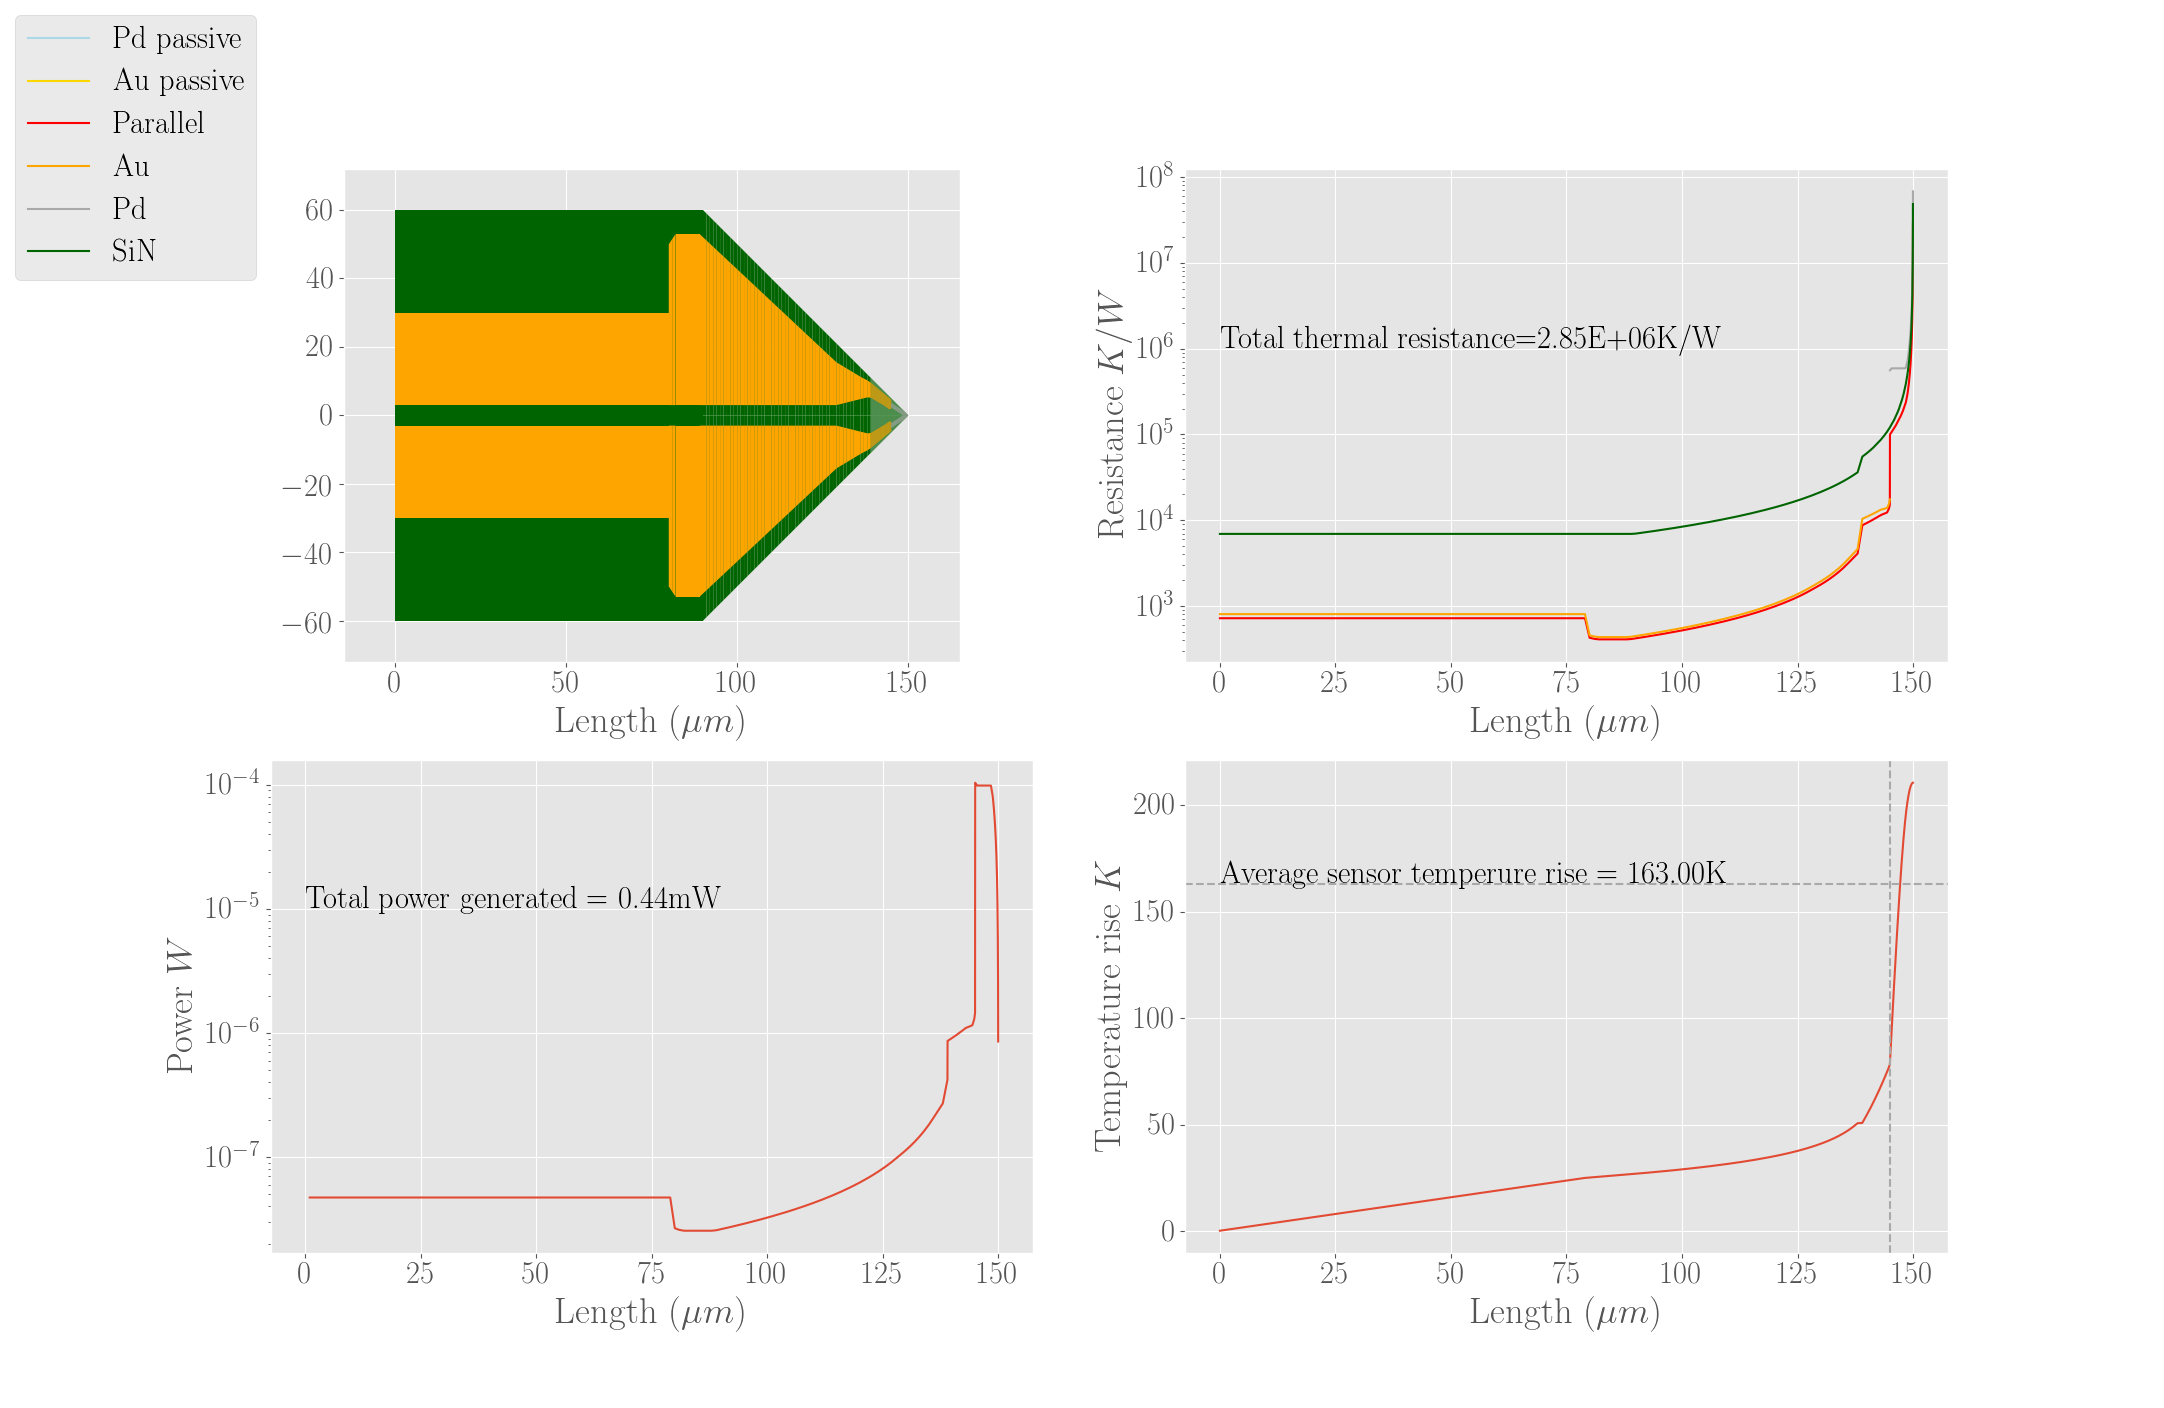 Pd passive
Au passive
Parallel
Au
Pd
SiN
60
40
20
0
−20
−40
−60
0 50 100 150
Length (μm)
10^8
10^7
10^6
10^5
10^4
10^3
Resistance K/W
Total thermal resistance=2.85E+06K/W
0 25 50 75 100 125 150
Length (μm)
10^−4
10^−5
10^−6
10^−7
Power W
Total power generated = 0.44mW
0 25 50 75 100 125 150
Length (μm)
200
150
100
50
0
Temperature rise K
Average sensor temperure rise = 163.00K
0 25 50 75 100 125 150
Length (μm)